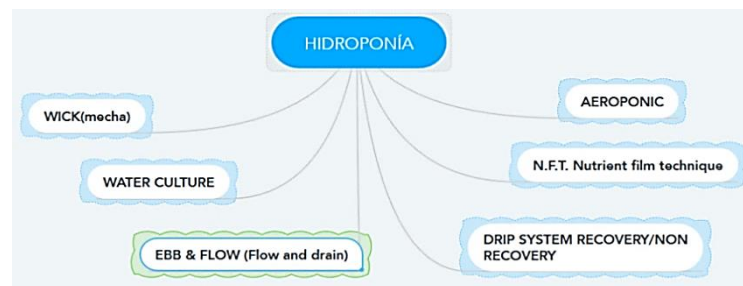 HIDROPONÍA
WICK(mecha)
WATER CULTURE
EBB & FLOW (Flow and drain)
AEROPONIC
N.F.T. Nutrient film technique
DRIP SYSTEM RECOVERY/NON
RECOVERY